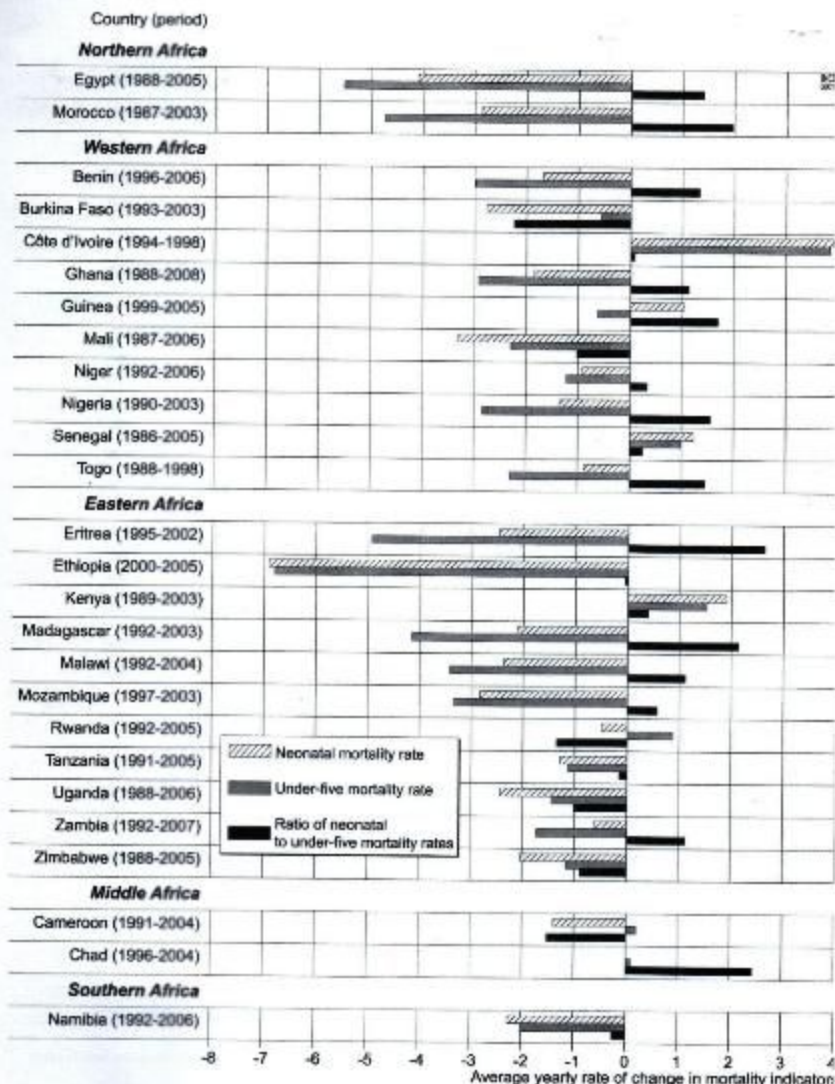 Country (period)
Northern Africa
Egypt (1988-2005)
Morocco (1987-2003)
Western Africa
Benin (1996-2006)
Burkina Faso (1993-2003)
Côte d'Ivoire (1994-1998)
Ghana (1988-2008)
Guinea (1999-2005)
Mali (1987-2006)
Niger (1992-2006)
Nigeria (1990-2003)
Senegal (1986-2005)
Togo (1988-1998)
Eastern Africa
Eritrea (1995-2002)
Ethiopia (2000-2005)
Kenya (1989-2003)
Madagascar (1992-2003)
Malawi (1992-2004)
Mozambique (1997-2003)
Rwanda (1992-2005)
Tanzania (1991-2005)
Uganda (1988-2006)
Zambia (1992-2007)
Zimbabwe (1988-2005)
Neonatal mortality rate
Under-five mortality rate
Ratio of neonatal
to under-five mortality rates
Middle Africa
Cameroon (1991-2004)
Chad (1996-2004)
Southern Africa
Namibia (1992-2006)
-8 -7 -6 -5 -4 -3 -2 -1 0 1 2 3 4
Average yearly rate of change in mortality indicator